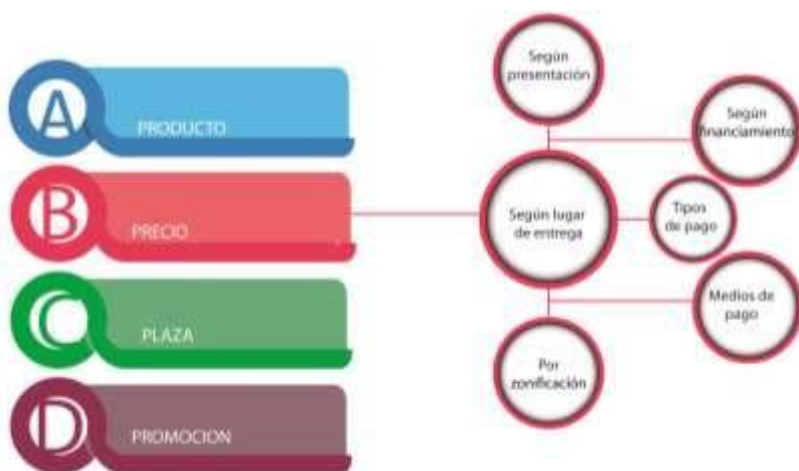 A
PRODUCTO
B
PRECIO
C
PLAZA
D
PROMOCION
Según
presentación
Según
financiamiento
Según lugar
de entrega
Tipos
de pago
Medios de
pago
Por
zonificación